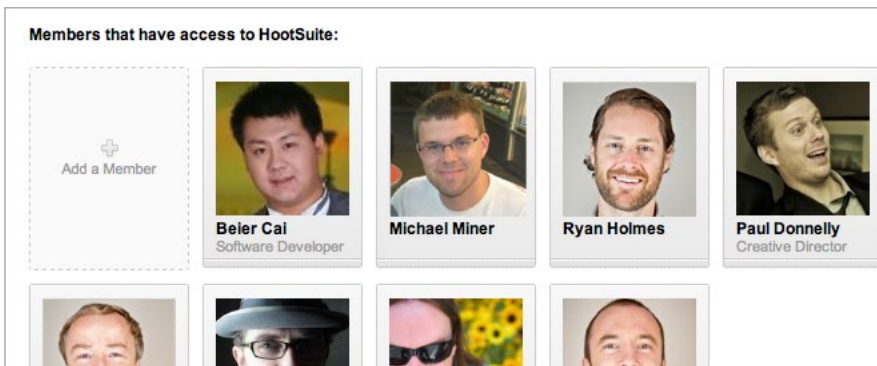 Members that have access to HootSuite:
Add a Member
Beier Cai
Software Developer
Michael Miner
Ryan Holmes
Paul Donnelly
Creative Director